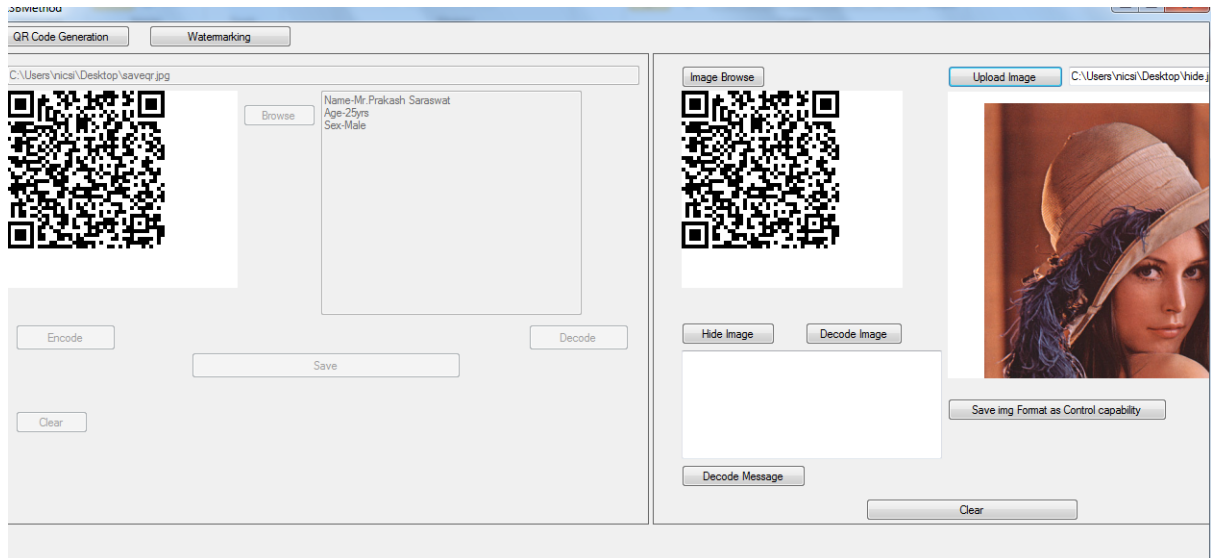 QR Code Generation
Watermarking
C:\Users\nicsi\Desktop\saveqr.jpg
Browse
Name-Mr.Prakash Saraswat
Age-25yrs
Sex-Male
Encode
Decode
Save
Clear
Image Browse
Upload Image
C:\Users\nicsi\Desktop\hide.j
Hide Image
Decode Image
Save img Format as Control capability
Decode Message
Clear